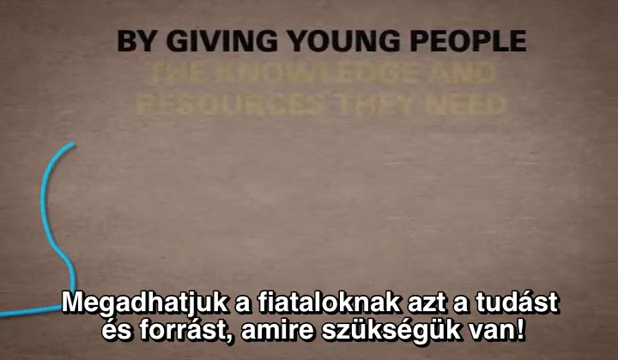 BY GIVING YOUNG PEOPLE
THE KNOWLEDGE AND
RESOURCES THEY NEED
Megadhatjuk a fiataloknak azt a tudást
és forrást, amire szükségük van!